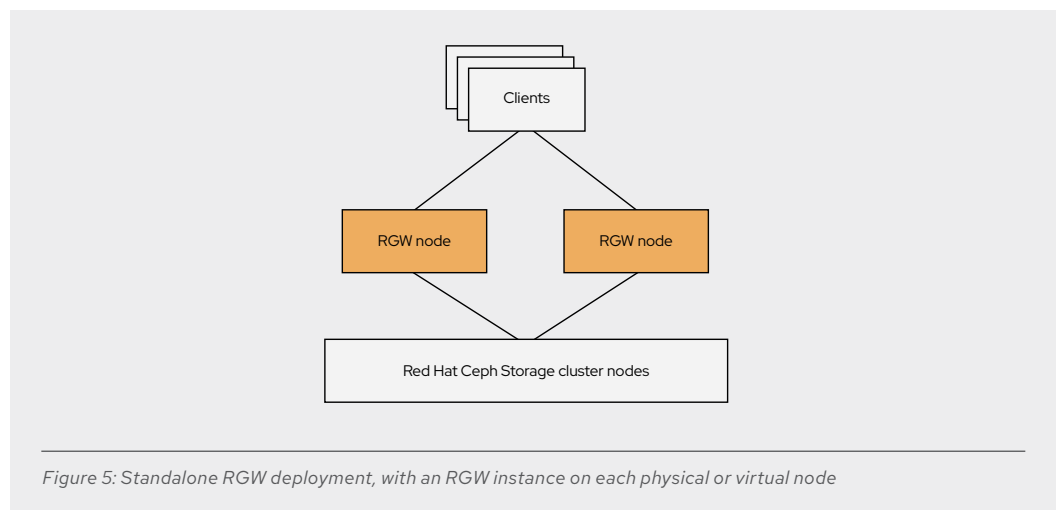 Clients
RGW node
RGW node
Red Hat Ceph Storage cluster nodes
Figure 5: Standalone RGW deployment, with an RGW instance on each physical or virtual node